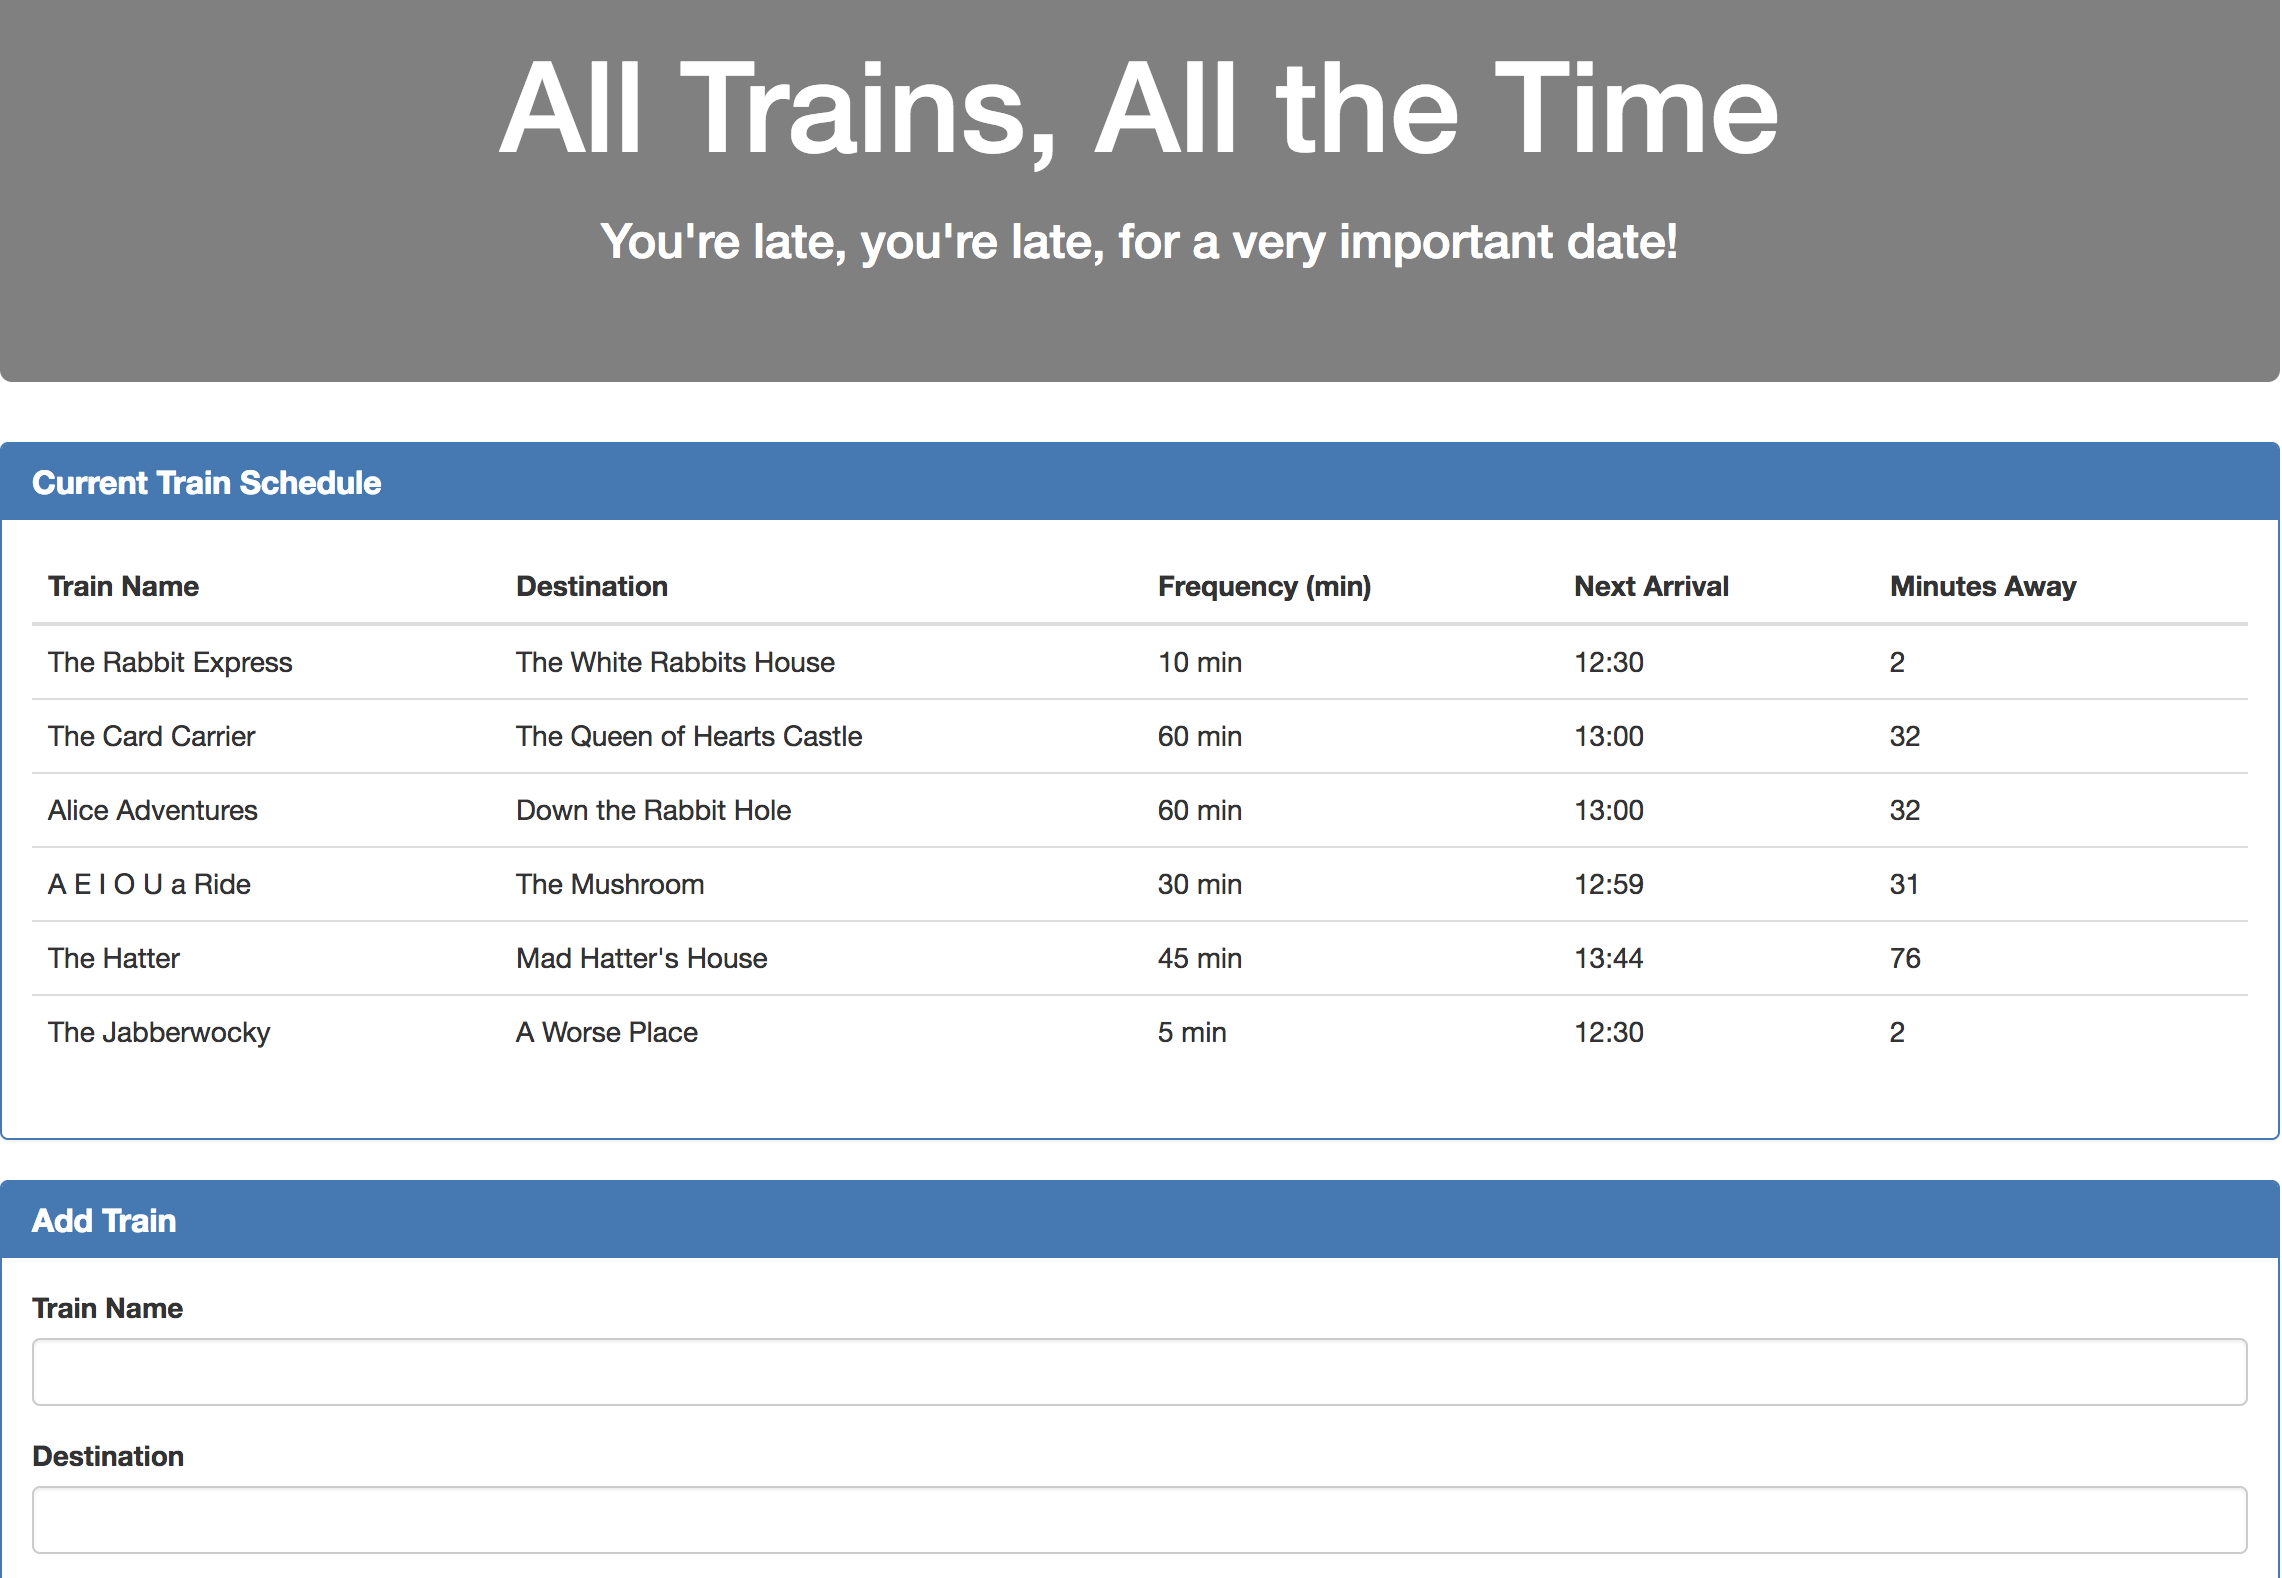 All Trains, All the Time
You're late, you're late, for a very important date!
Current Train Schedule
Train Name Destination Frequency (min) Next Arrival Minutes Away
The Rabbit Express The White Rabbits House 10 min 12:30 2
The Card Carrier The Queen of Hearts Castle 60 min 13:00 32
Alice Adventures Down the Rabbit Hole 60 min 13:00 32
A E I O U a Ride The Mushroom 30 min 12:59 31
The Hatter Mad Hatter's House 45 min 13:44 76
The Jabberwocky A Worse Place 5 min 12:30 2
Add Train
Train Name
Destination